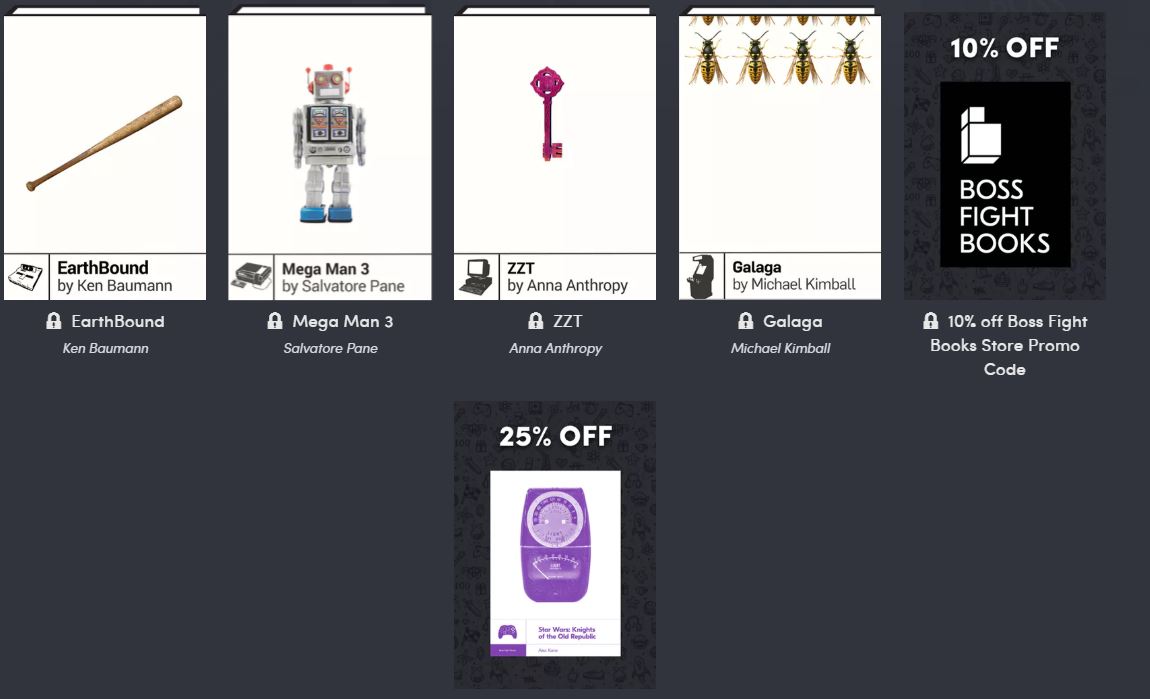 EarthBound
by Ken Baumann
Mega Man 3
by Salvatore Pane
ZZT
by Anna Anthropy
Galaga
by Michael Kimball
10% OFF
BOSS
FIGHT
BOOKS
EarthBound
Ken Baumann
Mega Man 3
Salvatore Pane
ZZT
Anna Anthropy
Galaga
Michael Kimball
10% off Boss Fight
Books Store Promo
Code
25% OFF
Star Wars: Knights
of the Old Republic
Alex Kane